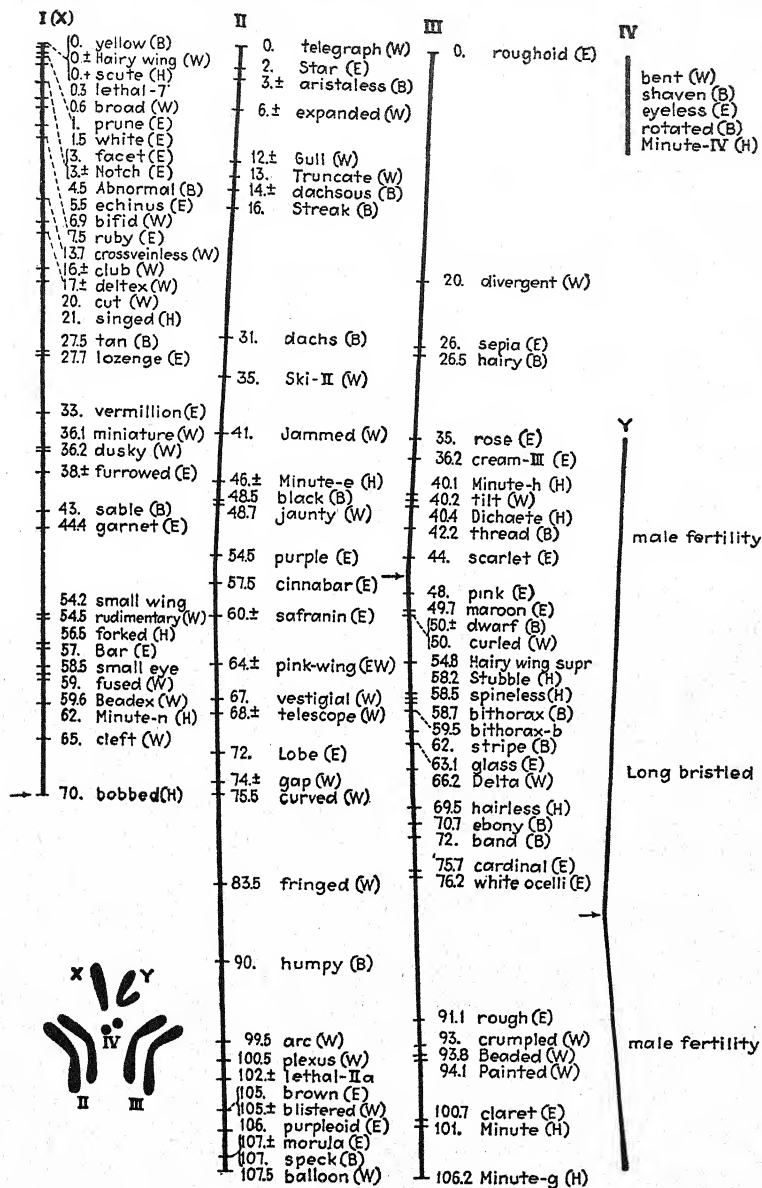 I (X)
0. yellow (B)
0.± Hairy wing (W)
0.+ scute (H)
0.3 lethal-7
0.6 broad (W)
1. prune (E)
1.5 white (E)
3. facet (E)
3.± Notch (E)
4.5 Abnormal (B)
5.5 echinus (E)
6.9 bifid (W)
7.5 ruby (E)
13.7 crossveinless (W)
16.± club (W)
17.± deltex (W)
20. cut (W)
21. singed (H)
27.5 tan (B)
27.7 lozenge (E)
33. vermillion (E)
36.1 miniature (W)
36.2 dusky (W)
38.± furrowed (E)
43. sable (B)
44.4 garnet (E)
54.2 small wing
54.5 rudimentary (W)
56.5 forked (H)
57. Bar (E)
58.5 small eye
59. fused (W)
59.6 Beadex (W)
62. Minute-n (H)
65. cleft (W)
70. bobbed (H)
II
0. telegraph (W)
2. Star (E)
3.± aristaless (B)
6.± expanded (W)
12.± Gull (W)
13. Truncate (W)
14.± dachsous (B)
16. Streak (B)
31. dachs (B)
35. Ski-II (W)
41. Jammed (W)
46.± Minute-e (H)
48.5 black (B)
48.7 jaunty (W)
54.5 purple (E)
57.5 cinnabar (E)
60.± safranin (E)
64.± pink-wing (EW)
67. vestigial (W)
68.± telescope (W)
72. Lobe (E)
74.± gap (W)
75.5 curved (W)
83.5 fringed (W)
90. humpy (B)
99.5 arc (W)
100.5 plexus (W)
102.± lethal-IIa
105. brown (E)
105.± blistered (W)
106. purpleoid (E)
107.± morula (E)
107. speck (B)
107.5 balloon (W)
III
0. roughoid (E)
20. divergent (W)
26. sepia (E)
26.5 hairy (B)
35. rose (E)
36.2 cream-III (E)
40.1 Minute-h (H)
40.2 tilt (W)
40.4 Dichaete (H)
42.2 thread (B)
44. scarlet (E)
48. pink (E)
49.7 maroon (E)
50.± dwarf (B)
50. curled (W)
54.8 Hairy wing supr
58.2 Stubble (H)
58.5 spineless (H)
58.7 bithorax (B)
59.5 bithorax-b
62. stripe (B)
63.1 glass (E)
66.2 Delta (W)
69.5 hairless (H)
70.7 ebony (B)
72. band (B)
75.7 cardinal (E)
76.2 white ocelli (E)
91.1 rough (E)
93. crumpled (W)
93.8 Beaded (W)
94.1 Painted (W)
100.7 claret (E)
101. Minute (H)
106.2 Minute-g (H)
IV
bent (W)
shaven (B)
eyeless (E)
rotated (B)
Minute-IV (H)
Y
male fertility
Long bristled
male fertility
X Y
IV
II III